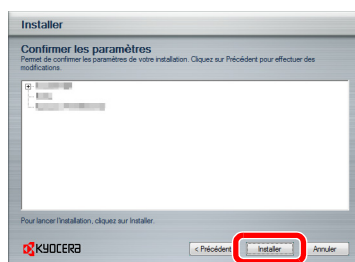 Installer
Confirmer les paramètres
Permet de confirmer les paramètres de votre installation. Cliquez sur Précédent pour effectuer des
modifications.
Pour lancer l'installation, cliquez sur Installer.
KYOCERA
< Précédent
Installer
Annuler